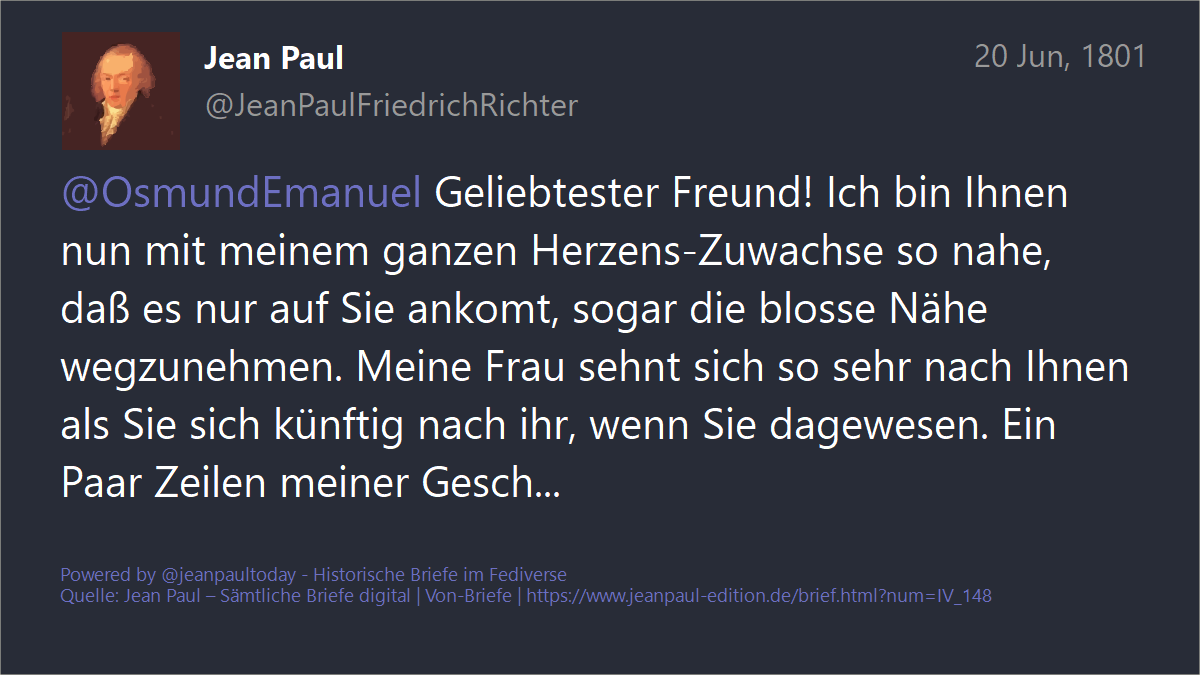 Jean Paul
20 Jun, 1801
@JeanPaulFriedrichRichter
@OsmundEmanuel Geliebtester Freund! Ich bin Ihnen
nun mit meinem ganzen Herzens-Zuwachse so nahe,
daß es nur auf Sie ankomt, sogar die blosse Nähe
wegzunehmen. Meine Frau sehnt sich so sehr nach Ihnen
als Sie sich künftig nach ihr, wenn Sie dagewesen. Ein
Paar Zeilen meiner Gesch...
Powered by @jeanpaultoday - Historische Briefe im Fediverse
Quelle: Jean Paul – Sämtliche Briefe digital | Von-Briefe | https://www.jeanpaul-edition.de/brief.html?num=IV_148